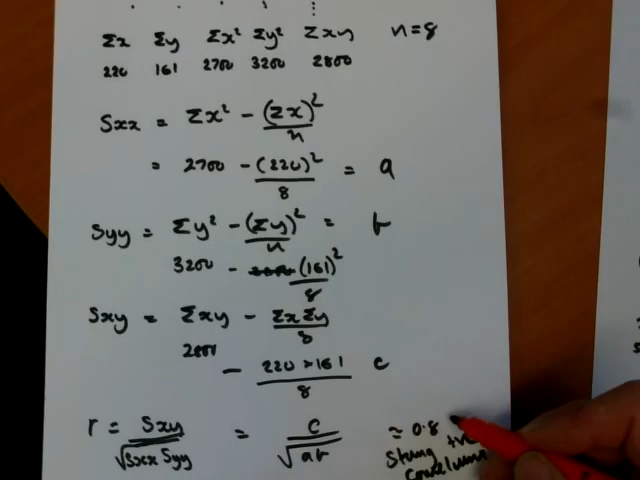 Σx Σy Σx² Σy² Σxy n=8
220 161 2700 3200 2800
Sxx = Σx² - (Σx)²/n
= 2700 - (220)²/8 = a
Syy = Σy² - (Σy)²/n = b
3200 - (161)²/8
Sxy = Σxy - ΣxΣy/8
2800
- 220×161/8 c
r = Sxy/√Sxx Syy = c/√ab ≈ 0.8
Strong +ve